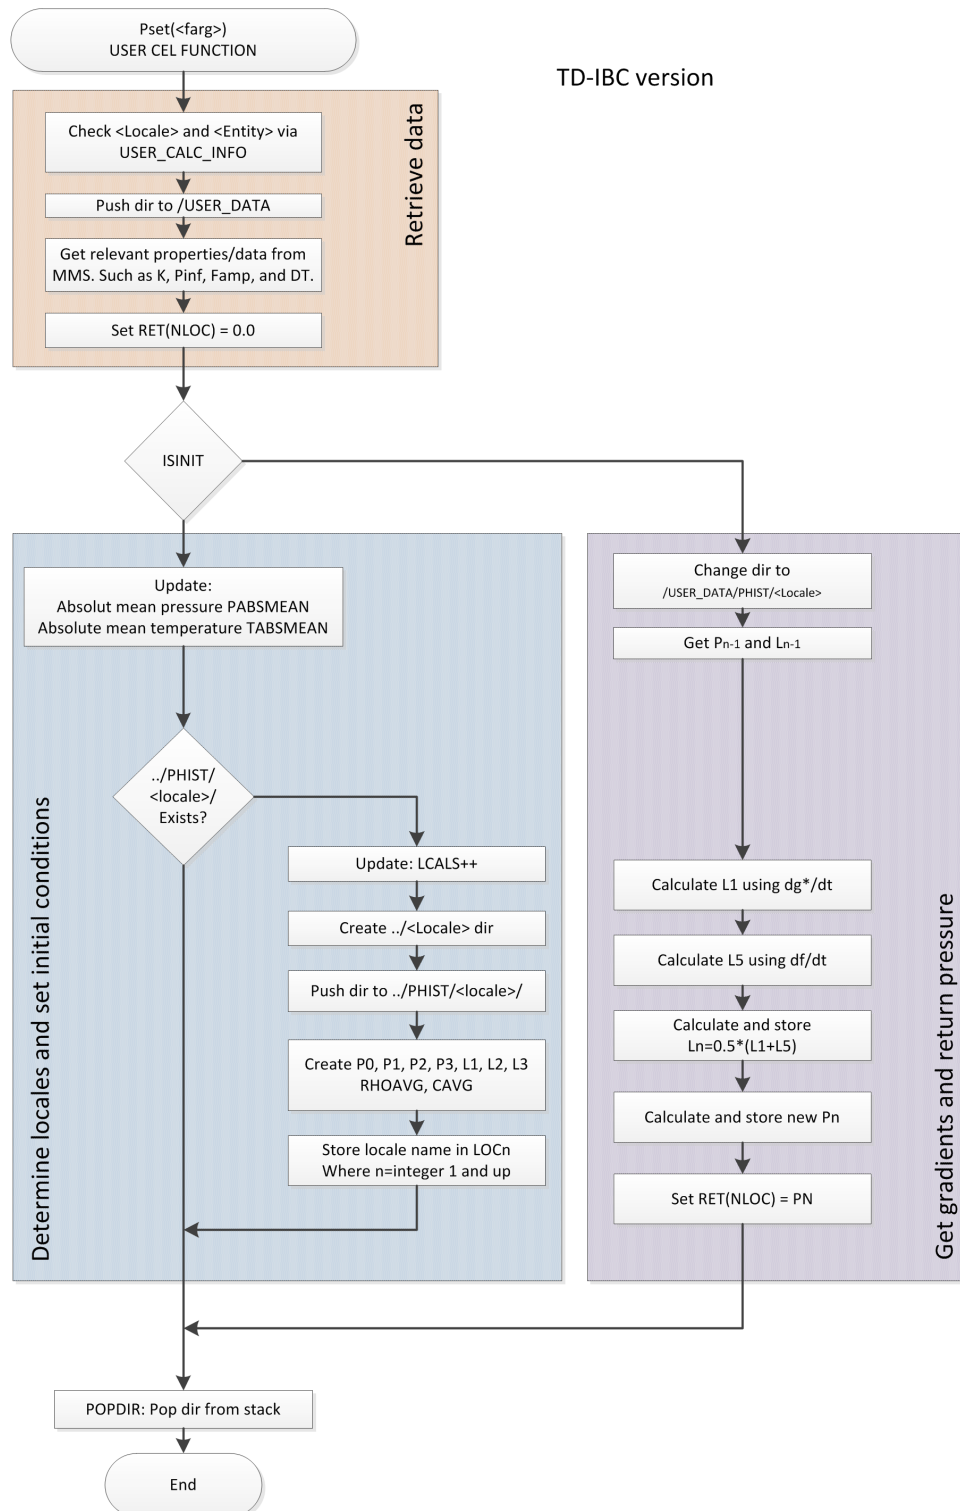 Pset(<farg>)
USER CEL FUNCTION
TD-IBC version
Retrieve data
Check <Locale> and <Entity> via
USER_CALC_INFO
Push dir to /USER_DATA
Get relevant properties/data from
MMS. Such as K, Pinf, Famp, and DT.
Set RET(NLOC) = 0.0
ISINIT
Determine locales and set initial conditions
Update:
Absolut mean pressure PABSMEAN
Absolute mean temperature TABSMEAN
../PHIST/
<locale>/
Exists?
Update: LCALS++
Create ../<Locale> dir
Push dir to ../PHIST/<locale>/
Create P0, P1, P2, P3, L1, L2, L3
RHOAVG, CAVG
Store locale name in LOCn
Where n=integer 1 and up
Get gradients and return pressure
Change dir to
/USER_DATA/PHIST/<Locale>
Get Pn-1 and Ln-1
Calculate L1 using dg*/dt
Calculate L5 using df/dt
Calculate and store
Ln=0.5*(L1+L5)
Calculate and store new Pn
Set RET(NLOC) = PN
POPDIR: Pop dir from stack
End